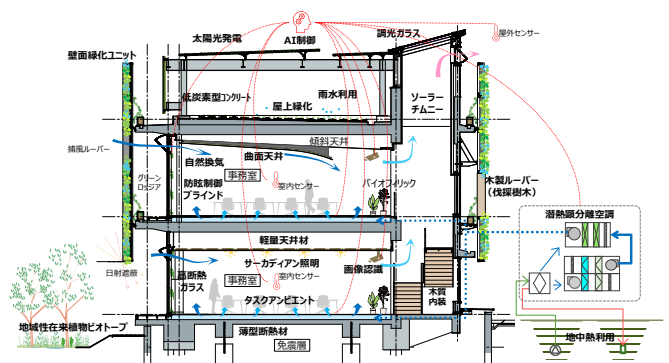 太陽光発電
AI制御
調光ガラス
屋外センサー
壁面緑化ユニット
低炭素型コンクリート
雨水利用
ソーラー
チムニー
屋上緑化
捕風ルーバー
傾斜天井
自然換気
曲面天井
グリーン
ロッジア
防眩制御
ブラインド
事務室
室内センサー
バイオフィリック
木製ルーバー
（伐採樹木）
潜熱顕分離空調
軽量天井材
日射遮蔽
高断熱
ガラス
サーカディアン照明
事務室
室内センサー
画像認識
タスクアンビエント
木質
内装
地域性在来植物ビオトープ
薄型断熱材
免震層
地中熱利用